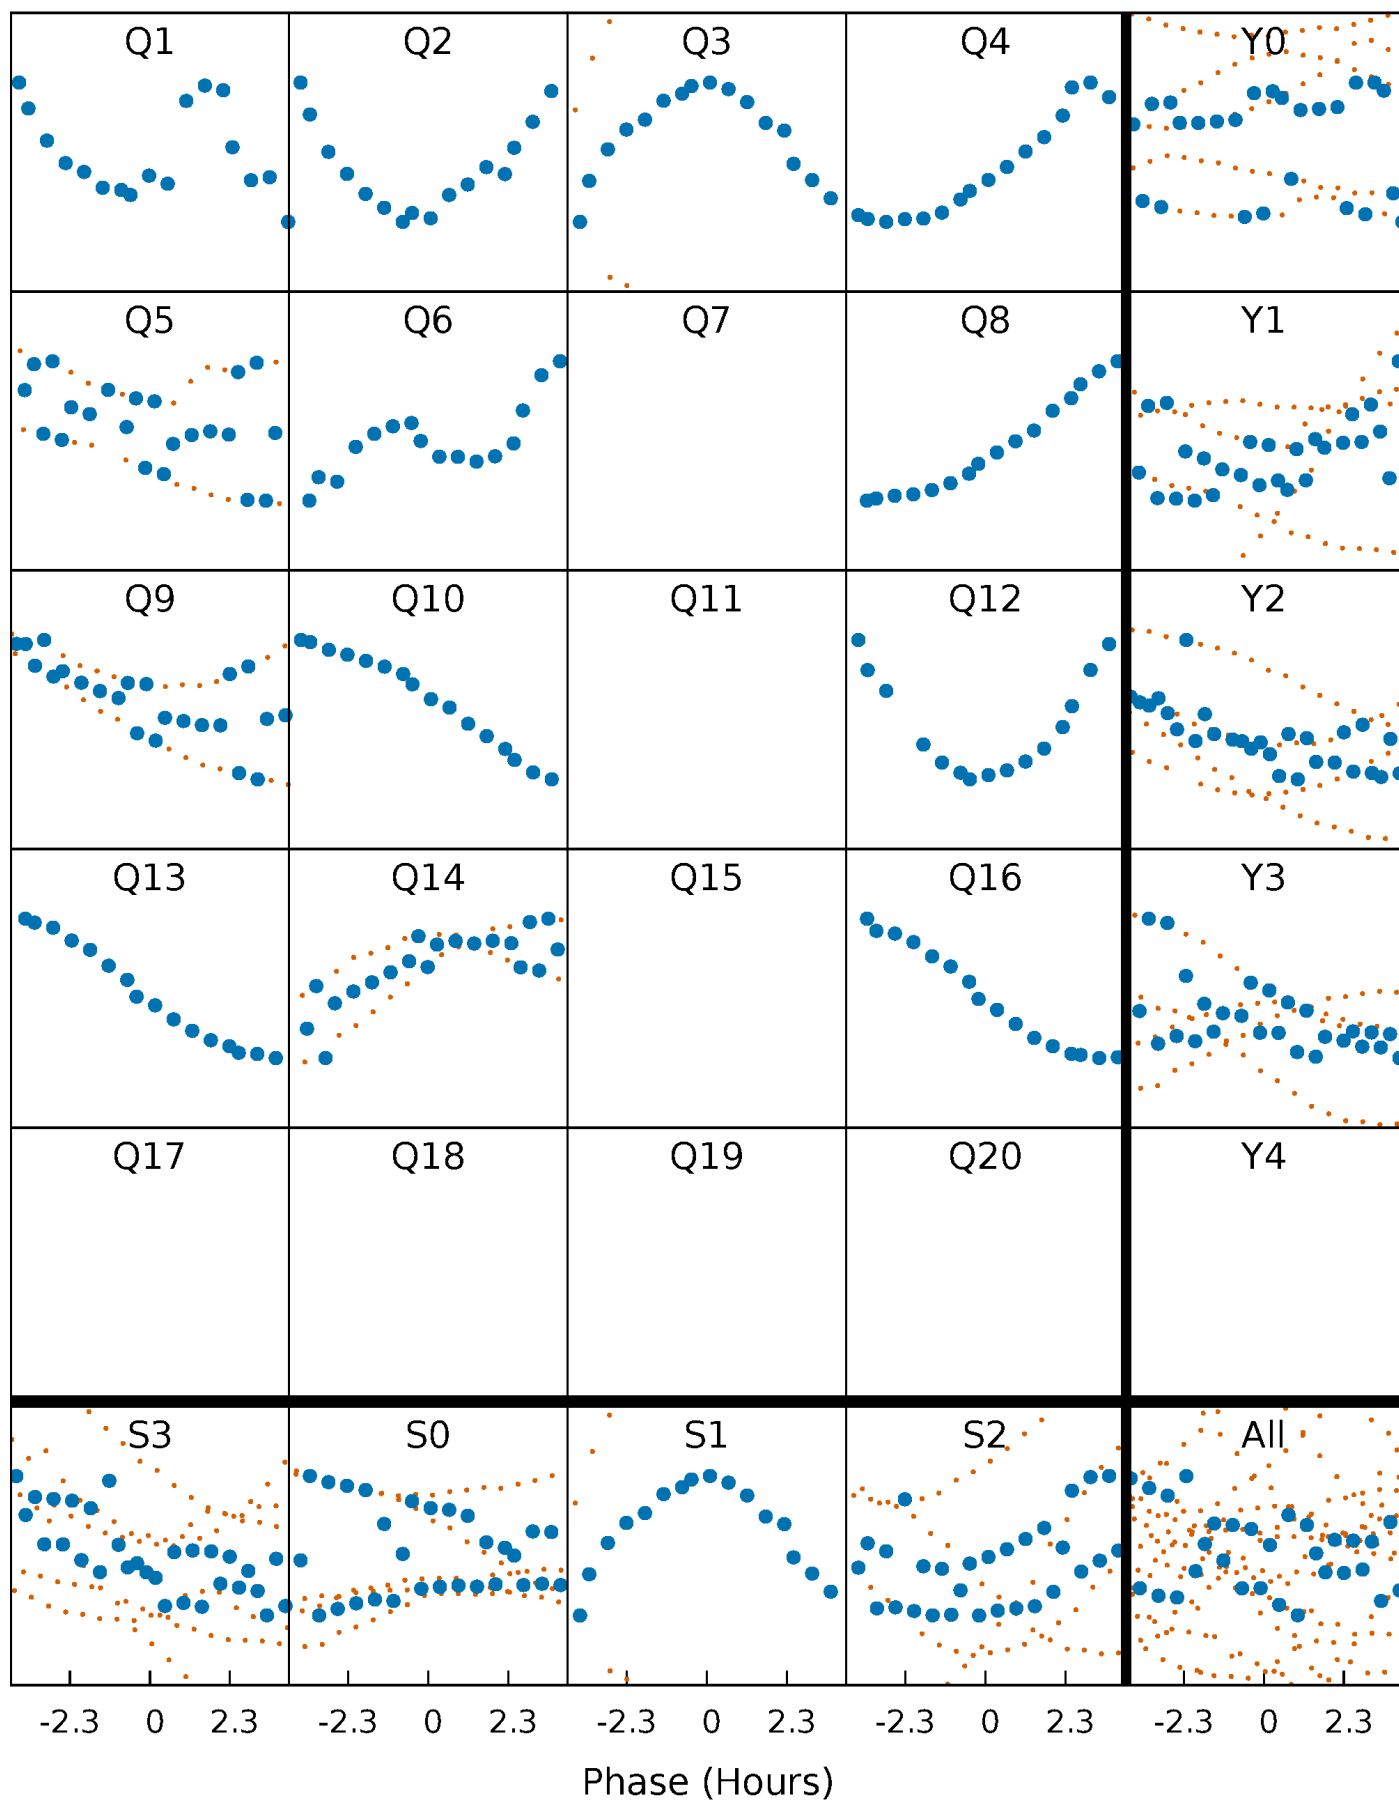 Q1 Q2 Q3 Q4 Y0
Q5 Q6 Q7 Q8 Y1
Q9 Q10 Q11 Q12 Y2
Q13 Q14 Q15 Q16 Y3
Q17 Q18 Q19 Q20 Y4
S3 S0 S1 S2 All
-2.3 0 2.3 -2.3 0 2.3 -2.3 0 2.3 -2.3 0 2.3 -2.3 0 2.3
Phase (Hours)